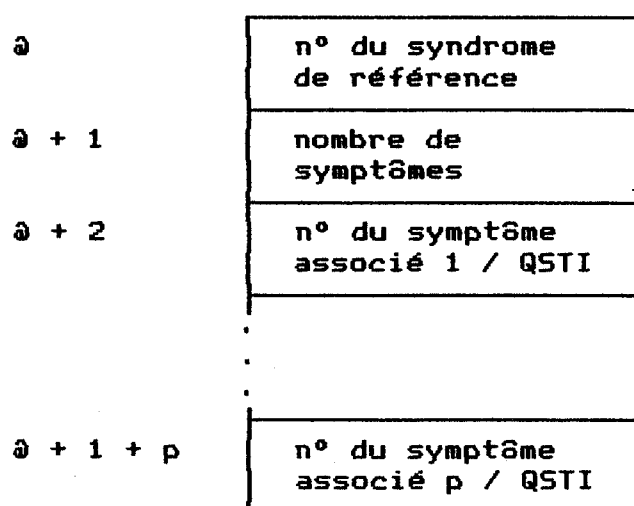 @ n° du syndrome
de référence
@ + 1 nombre de
symptômes
@ + 2 n° du symptôme
associé 1 / QSTI
@ + 1 + p n° du symptôme
associé p / QSTI